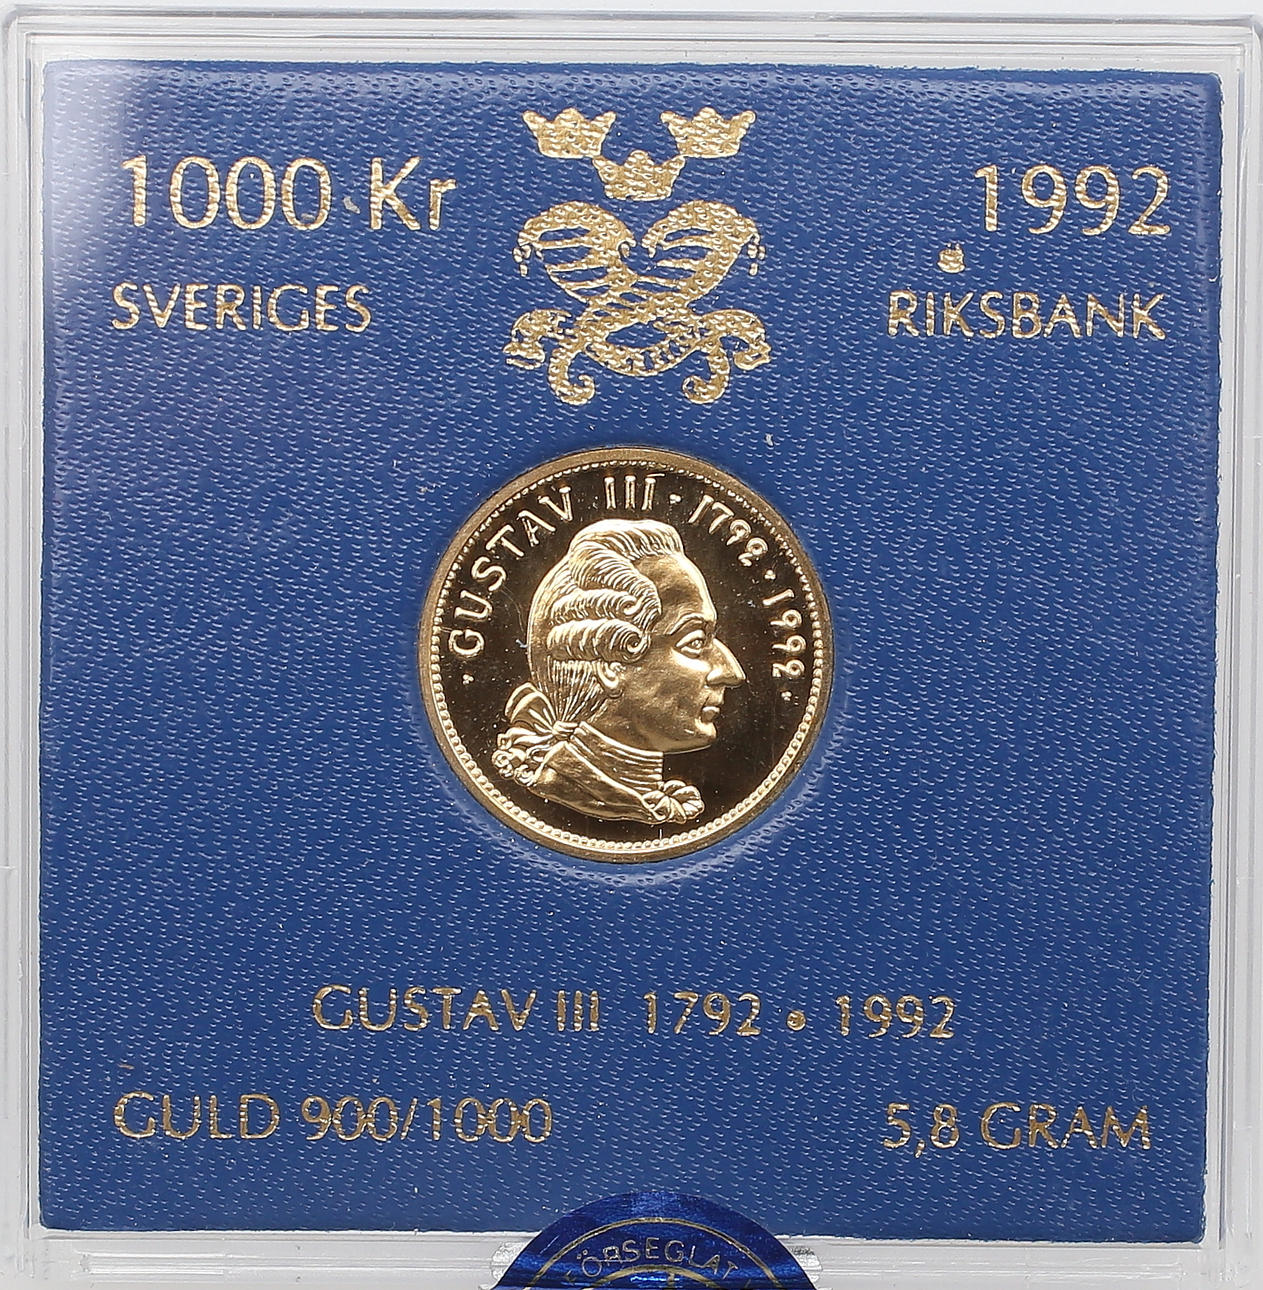 1000 Kr
1992
SVERIGES
RIKSBANK
· GUSTAV III · 1792 · 1992 ·
GUSTAV III 1792 • 1992
GULD 900/1000
5,8 GRAM
FÖRSEGLAT